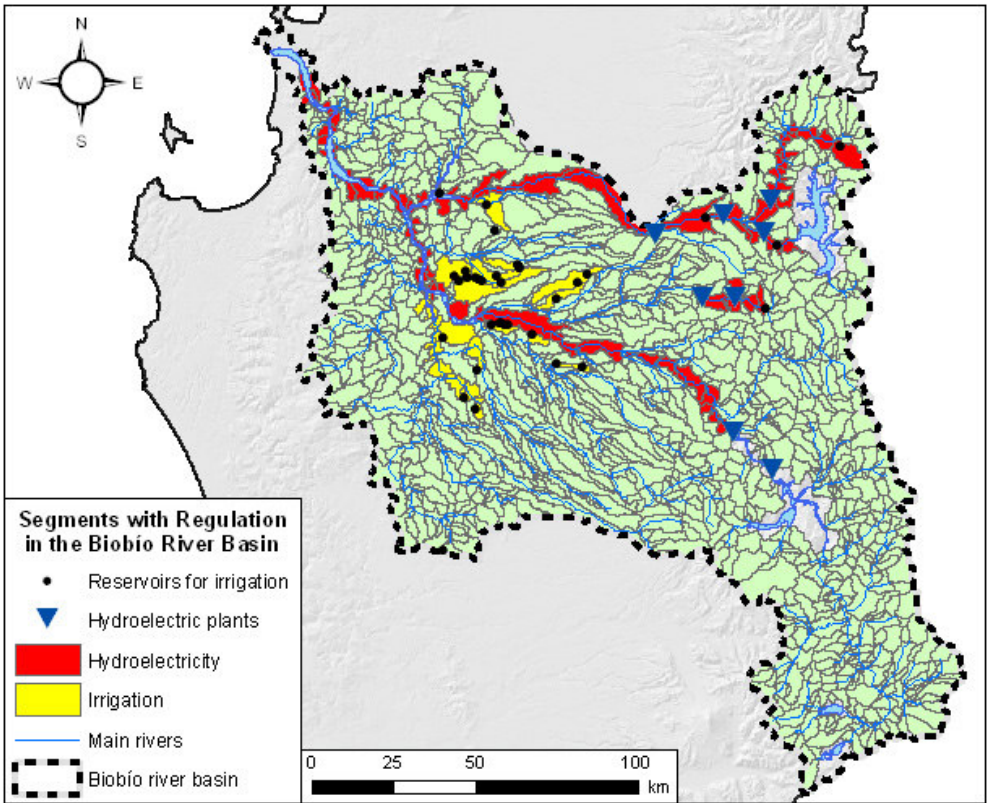 N
W E
S
Segments with Regulation
in the Biobío River Basin
Reservoirs for irrigation
Hydroelectric plants
Hydroelectricity
Irrigation
Main rivers
Biobío river basin
0 25 50 100
km